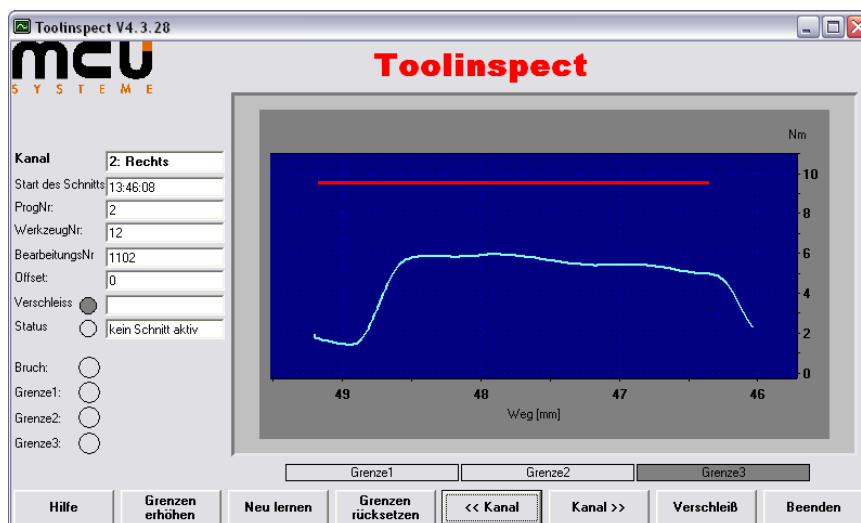 Toolinspect V4.3.28
mcu
SYSTEME
Toolinspect
Kanal 2: Rechts
Start des Schnitts 13:46:08
ProgNr: 2
WerkzeugNr: 12
BearbeitungsNr 1102
Offset: 0
Verschleiss
Status kein Schnitt aktiv
Bruch:
Grenze1:
Grenze2:
Grenze3:
Nm
10
8
6
4
2
0
49 48 47 46
Weg [mm]
Grenze1 Grenze2 Grenze3
Hilfe
Grenzen erhöhen
Neu lernen
Grenzen rücksetzen
<< Kanal
Kanal >>
Verschleiß
Beenden